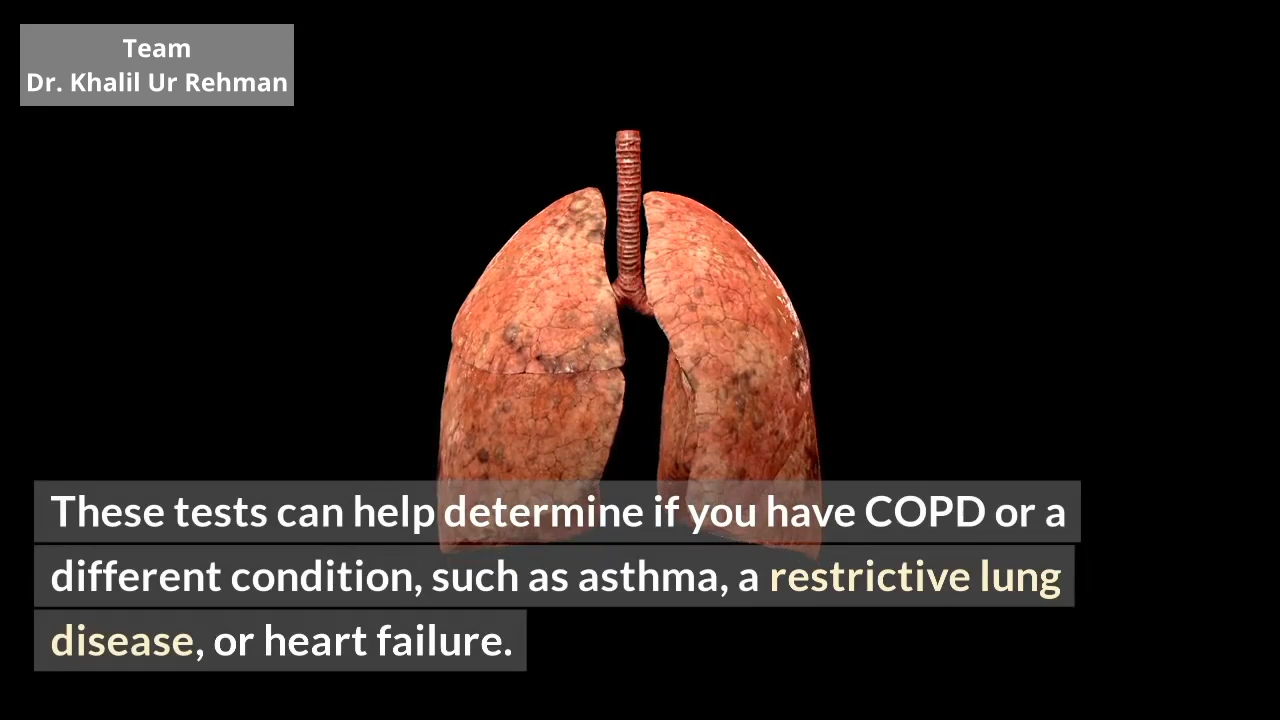 Team
Dr. Khalil Ur Rehman
These tests can help determine if you have COPD or a
different condition, such as asthma, a restrictive lung
disease, or heart failure.